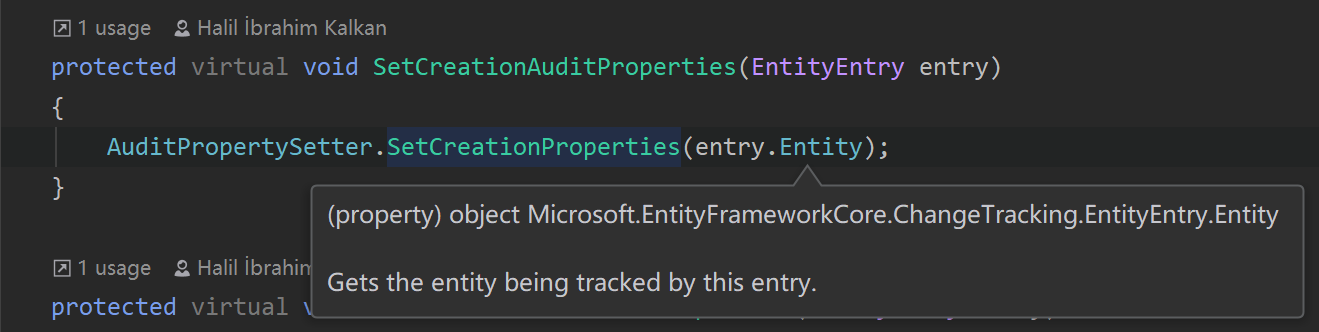 1 usage Halil İbrahim Kalkan
protected virtual void SetCreationAuditProperties(EntityEntry entry)
{
AuditPropertySetter.SetCreationProperties(entry.Entity);
}
(property) object Microsoft.EntityFrameworkCore.ChangeTracking.EntityEntry.Entity
Gets the entity being tracked by this entry.
1 usage Halil İbrahim
protected virtual